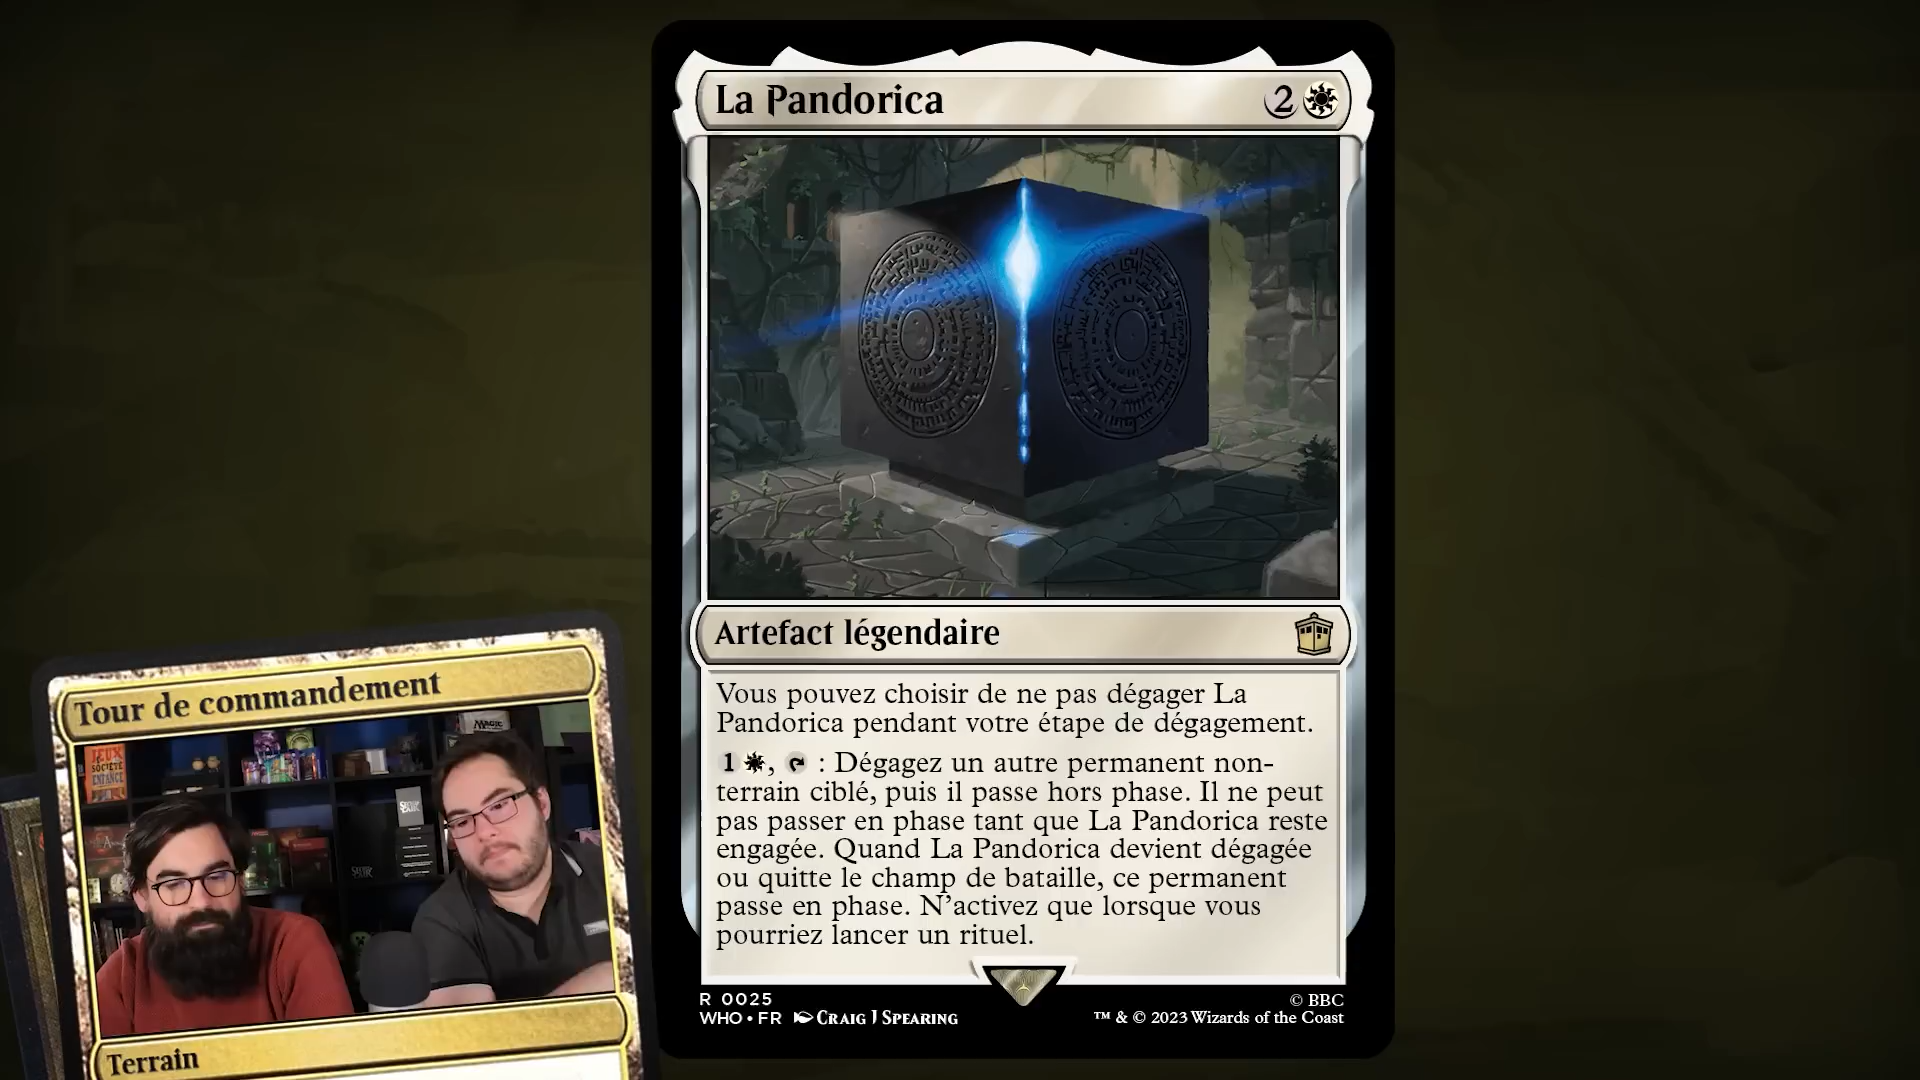 La Pandorica
2
Artefact légendaire
Vous pouvez choisir de ne pas dégager La
Pandorica pendant votre étape de dégagement.
1 , : Dégagez un autre permanent non-
terrain ciblé, puis il passe hors phase. Il ne peut
pas passer en phase tant que La Pandorica reste
engagée. Quand La Pandorica devient dégagée
ou quitte le champ de bataille, ce permanent
passe en phase. N'activez que lorsque vous
pourriez lancer un rituel.
R 0025
WHO • FR CRAIG J SPEARING
© BBC
™ & © 2023 Wizards of the Coast
Tour de commandement
MAGIC
JEUX
SOCIÉTÉ
ENFANCE
Terrain